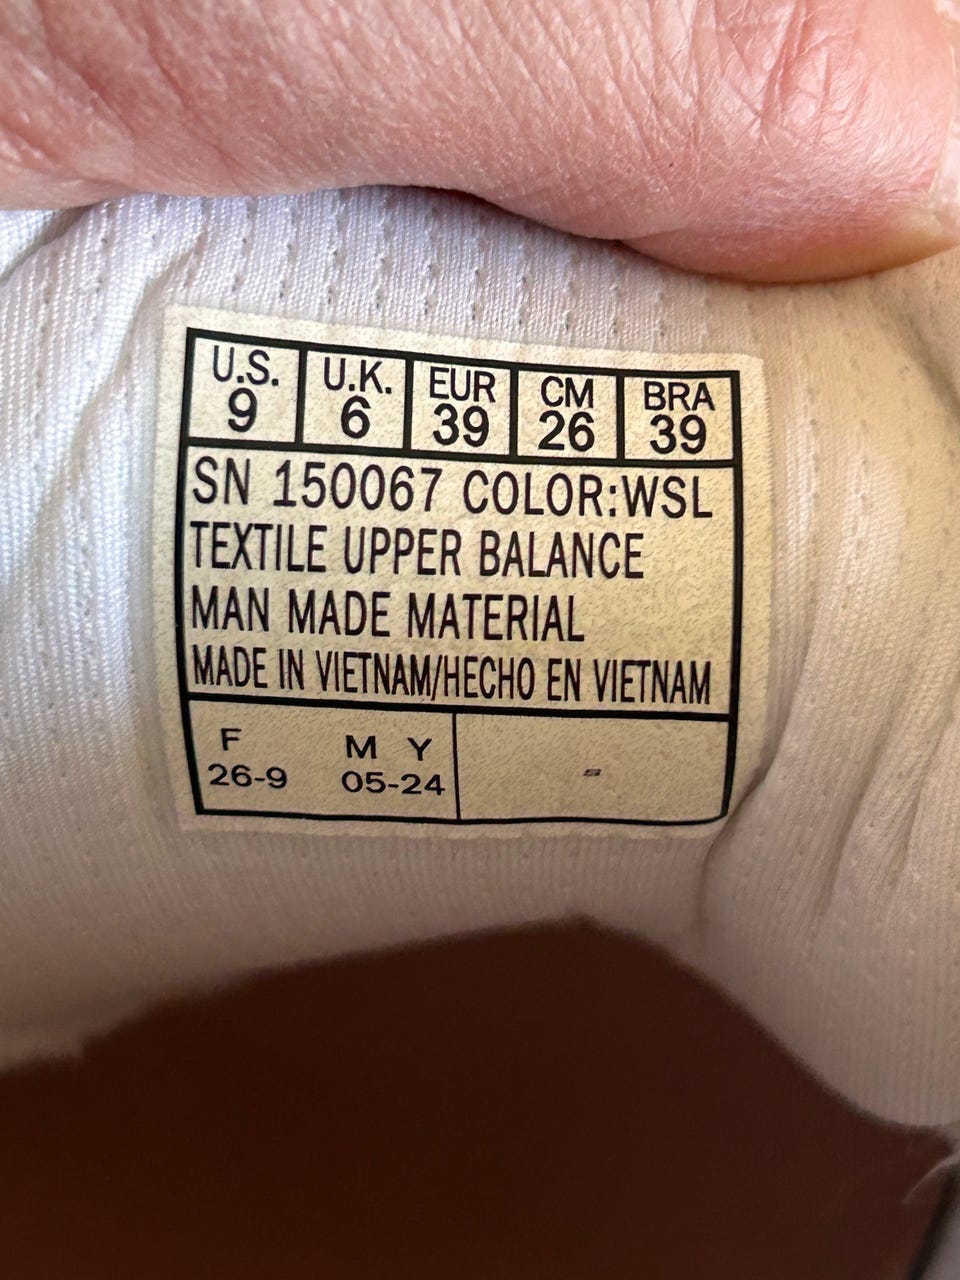 U.S. U.K. EUR CM BRA
9 6 39 26 39
SN 150067 COLOR:WSL
TEXTILE UPPER BALANCE
MAN MADE MATERIAL
MADE IN VIETNAM/HECHO EN VIETNAM
F M Y
26-9 05-24